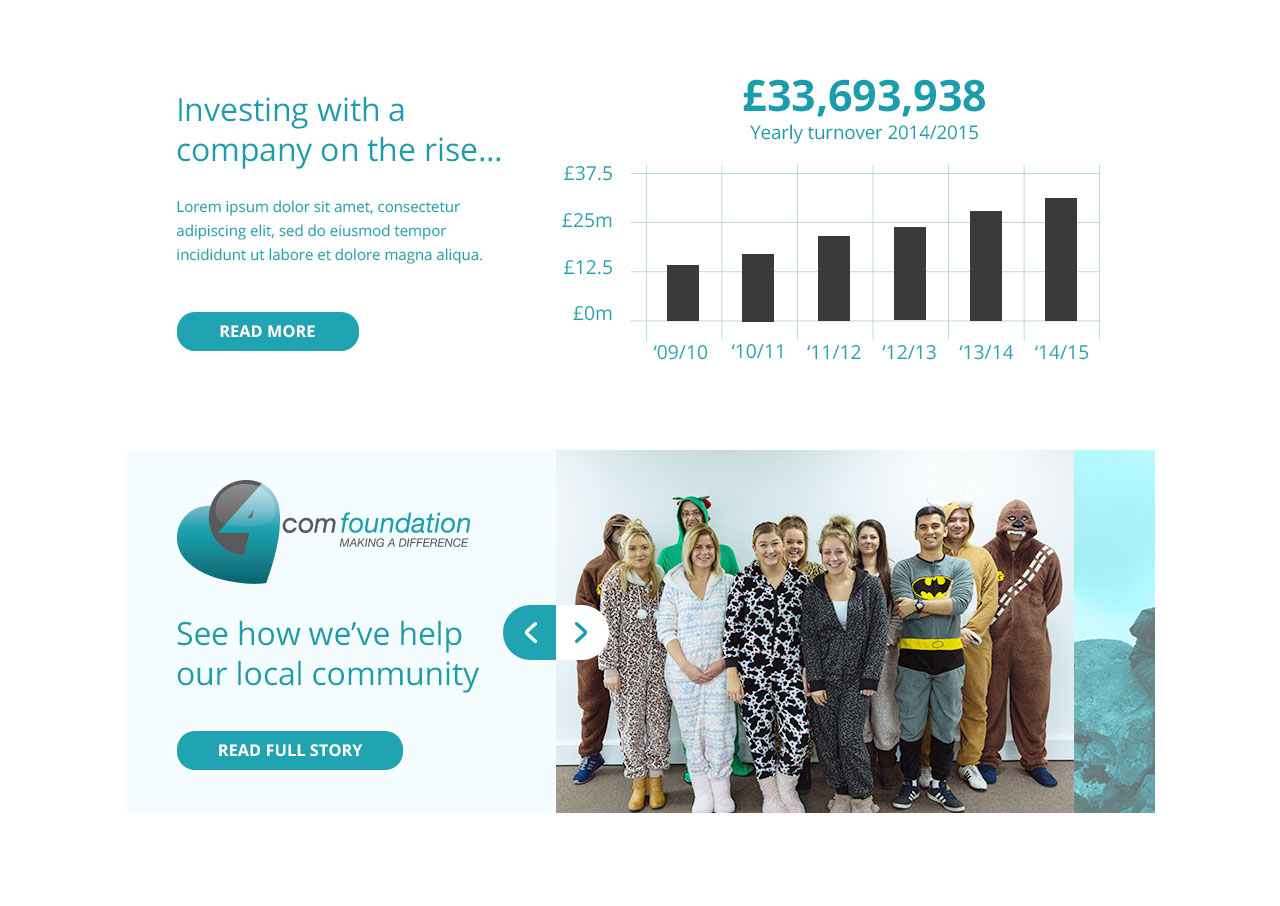 Investing with a
company on the rise...
Lorem ipsum dolor sit amet, consectetur
adipiscing elit, sed do eiusmod tempor
incididunt ut labore et dolore magna aliqua.
READ MORE
£33,693,938
Yearly turnover 2014/2015
£37.5
£25m
£12.5
£0m
‘09/10 ‘10/11 ‘11/12 ‘12/13 ‘13/14 ‘14/15
4com foundation
MAKING A DIFFERENCE
See how we’ve help
our local community
READ FULL STORY